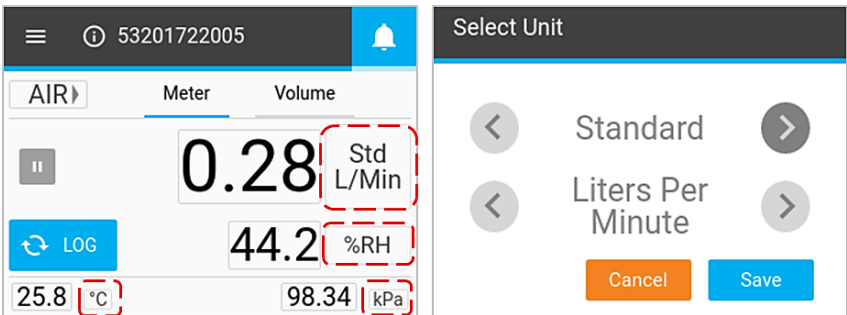 53201722005
AIR
Meter
Volume
0.28
Std
L/Min
LOG
44.2
%RH
25.8
°C
98.34
kPa
Select Unit
Standard
Liters Per
Minute
Cancel
Save